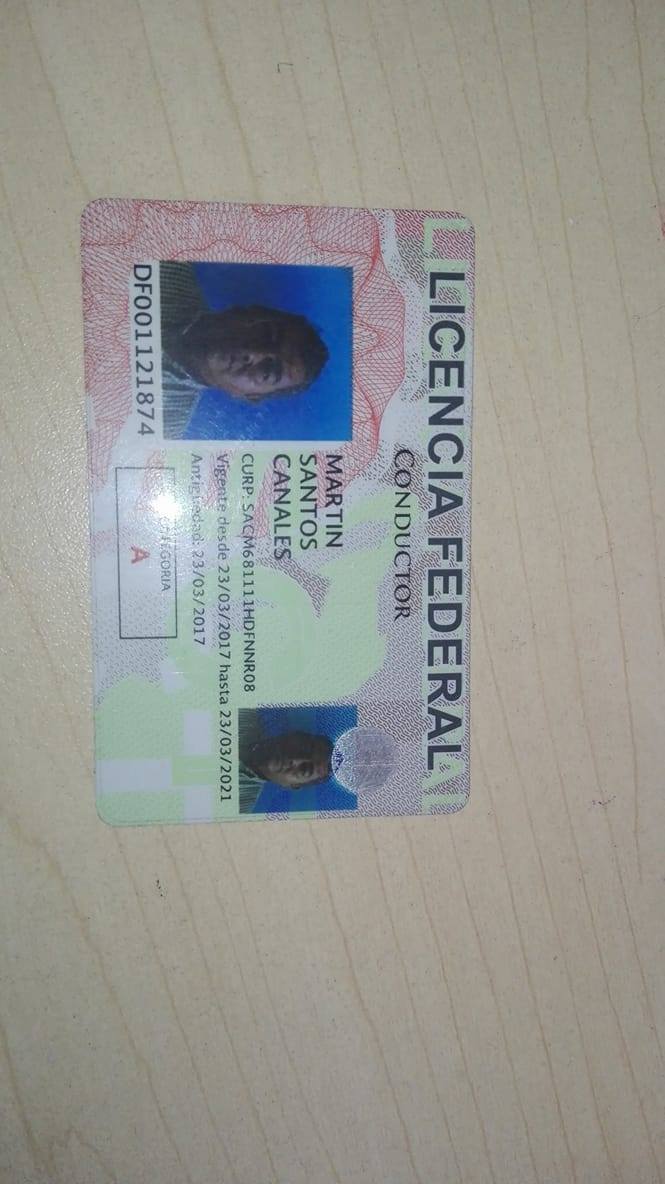 LICENCIA FEDERAL
CONDUCTOR
MARTIN
SANTOS
CANALES
CURP: SACM681111HDFNNR08
Vigente desde 23/03/2017 hasta 23/03/2021
Antigüedad: 23/03/2017
CATEGORIA
A
DF001121874